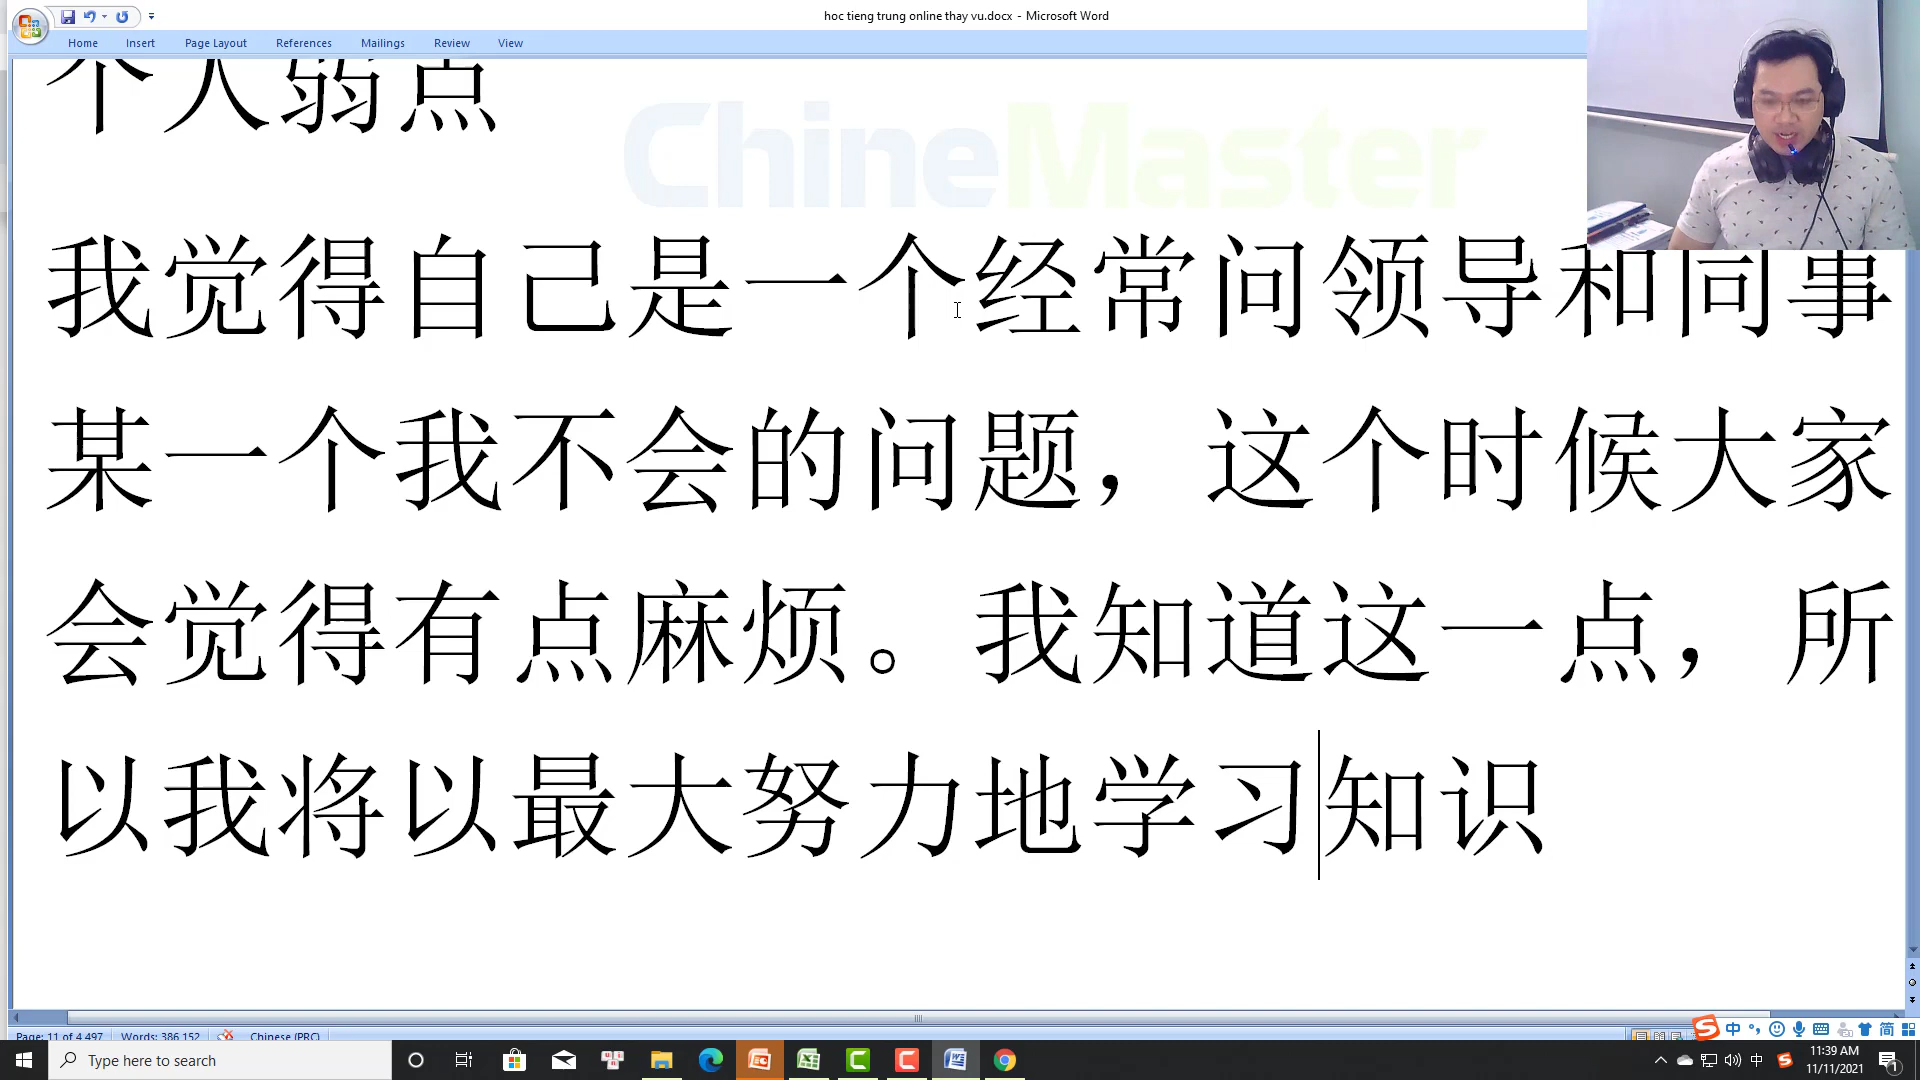 hoc tieng trung online thay vu.docx - Microsoft Word
Home Insert Page Layout References Mailings Review View
个人弱点
ChineMaster
我觉得自己是一个经常问领导和同事
某一个我不会的问题，这个时候大家
会觉得有点麻烦。我知道这一点，所
以我将以最大努力地学习知识
Page: 11 of 4,497 Words: 386,152 Chinese (PRC)
中 简
Type here to search
中 11:39 AM
11/11/2021
1